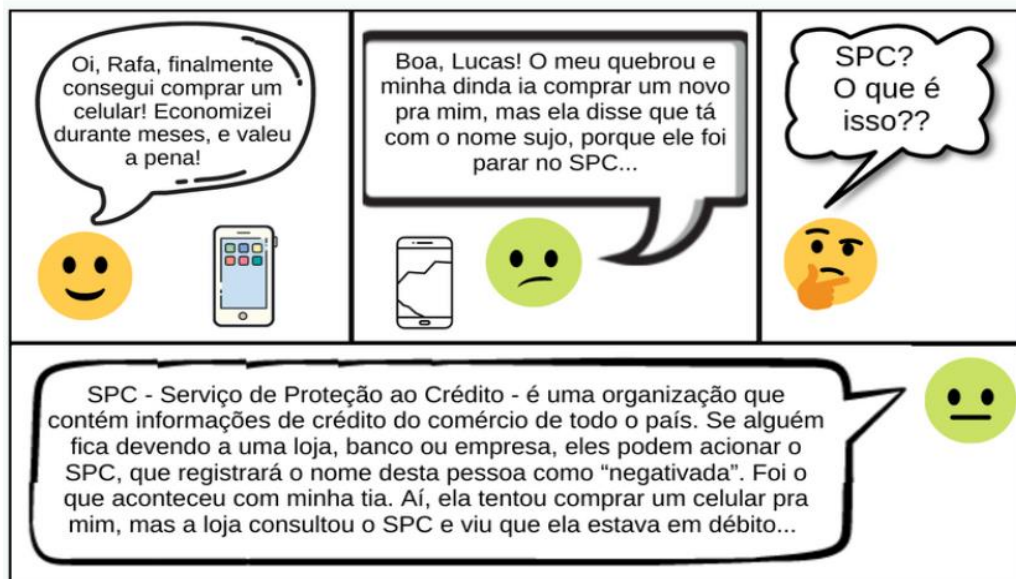 Oi, Rafa, finalmente
consegui comprar um
celular! Economizei
durante meses, e valeu
a pena!
Boa, Lucas! O meu quebrou e
minha dinda ia comprar um novo
pra mim, mas ela disse que tá
com o nome sujo, porque ele foi
parar no SPC...
SPC?
O que é
isso??
SPC - Serviço de Proteção ao Crédito - é uma organização que
contém informações de crédito do comércio de todo o país. Se alguém
fica devendo a uma loja, banco ou empresa, eles podem acionar o
SPC, que registrará o nome desta pessoa como “negativada”. Foi o
que aconteceu com minha tia. Aí, ela tentou comprar um celular pra
mim, mas a loja consultou o SPC e viu que ela estava em débito...